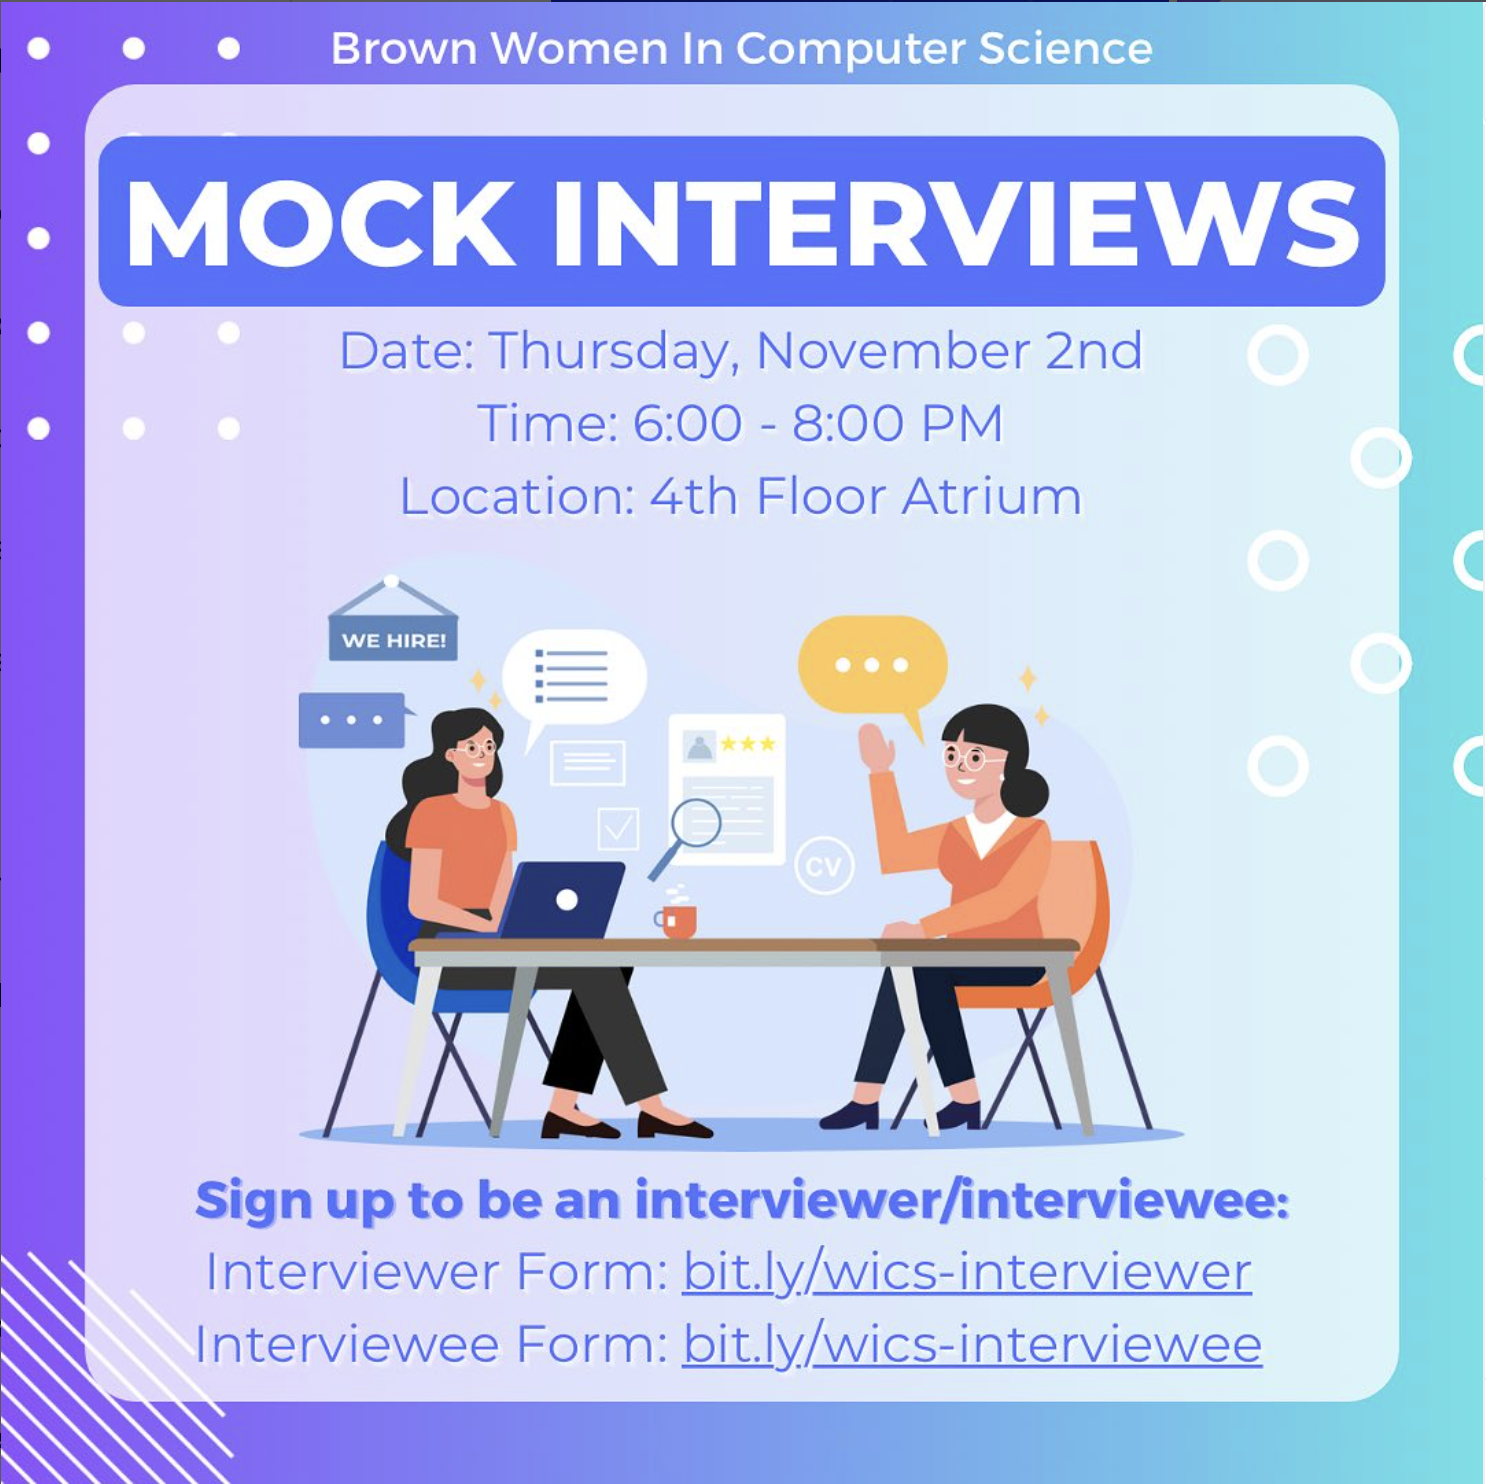 Brown Women In Computer Science
MOCK INTERVIEWS
Date: Thursday, November 2nd
Time: 6:00 - 8:00 PM
Location: 4th Floor Atrium
WE HIRE!
CV
Sign up to be an interviewer/interviewee:
Interviewer Form: bit.ly/wics-interviewer
Interviewee Form: bit.ly/wics-interviewee